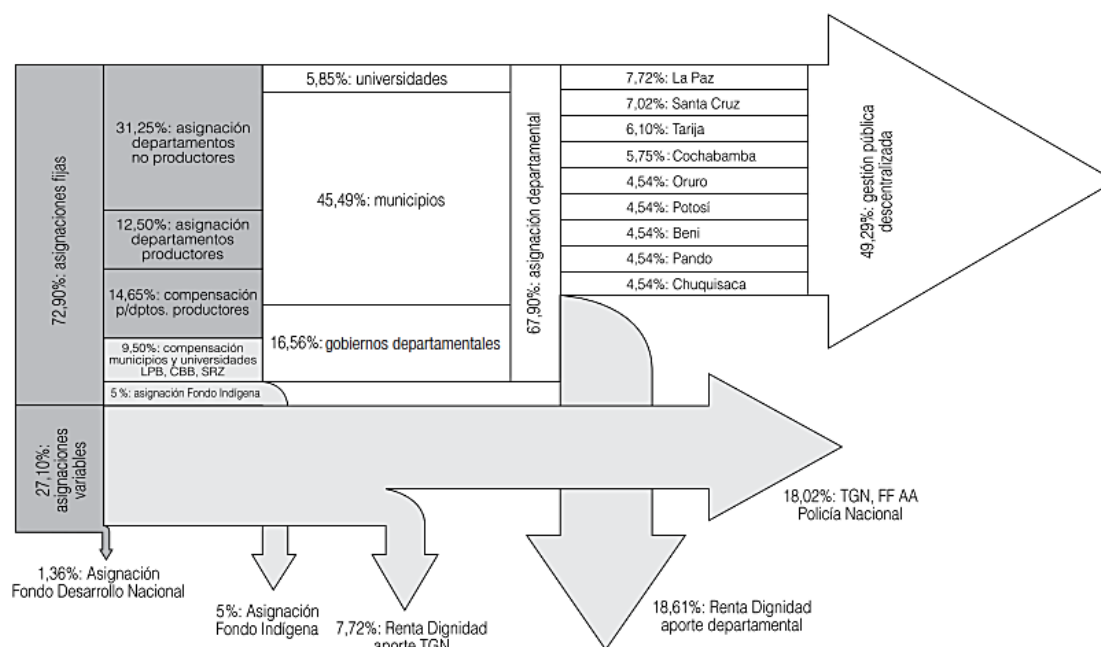 72,90%: asignaciones fijas
27,10%:
asignaciones
variables
31,25%: asignación
departamentos
no productores
12,50%: asignación
departamentos
productores
14,65%: compensación
p/dptos. productores
9,50%: compensación
municipios y universidades
LPB, CBB, SRZ
5 %: asignación Fondo Indígena
5,85%: universidades
45,49%: municipios
16,56%: gobiernos departamentales
67,90%: asignación departamental
7,72%: La Paz
7,02%: Santa Cruz
6,10%: Tarija
5,75%: Cochabamba
4,54%: Oruro
4,54%: Potosí
4,54%: Beni
4,54%: Pando
4,54%: Chuquisaca
49,29%: gestión pública
descentralizada
18,02%: TGN, FF AA
Policía Nacional
1,36%: Asignación
Fondo Desarrollo Nacional
5%: Asignación
Fondo Indígena
7,72%: Renta Dignidad
aporte TGN
18,61%: Renta Dignidad
aporte departamental